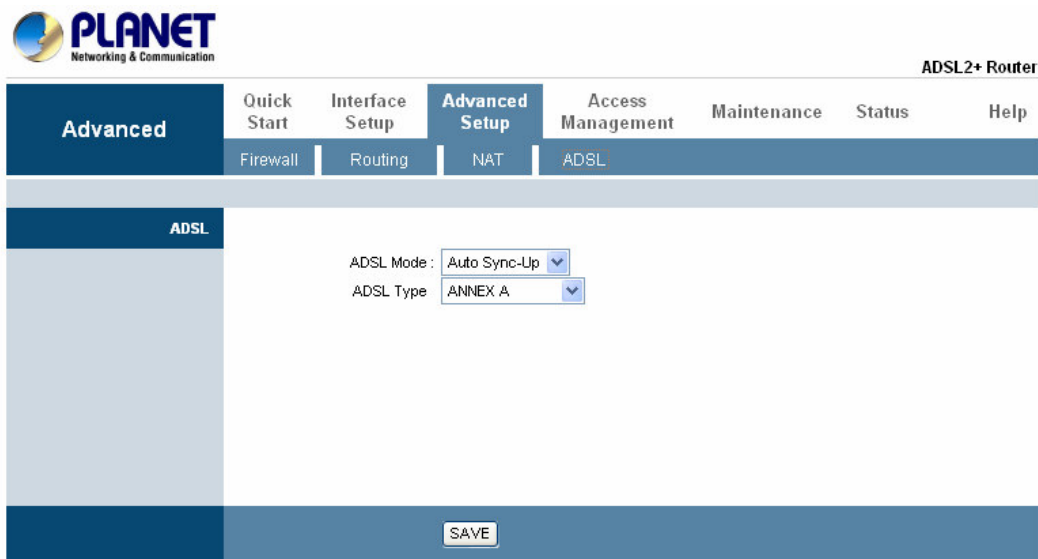 PLANET
Networking & Communication
ADSL2+ Router
Advanced
Quick Start
Interface Setup
Advanced Setup
Access Management
Maintenance
Status
Help
Firewall
Routing
NAT
ADSL
ADSL
ADSL Mode : Auto Sync-Up
ADSL Type ANNEX A
SAVE